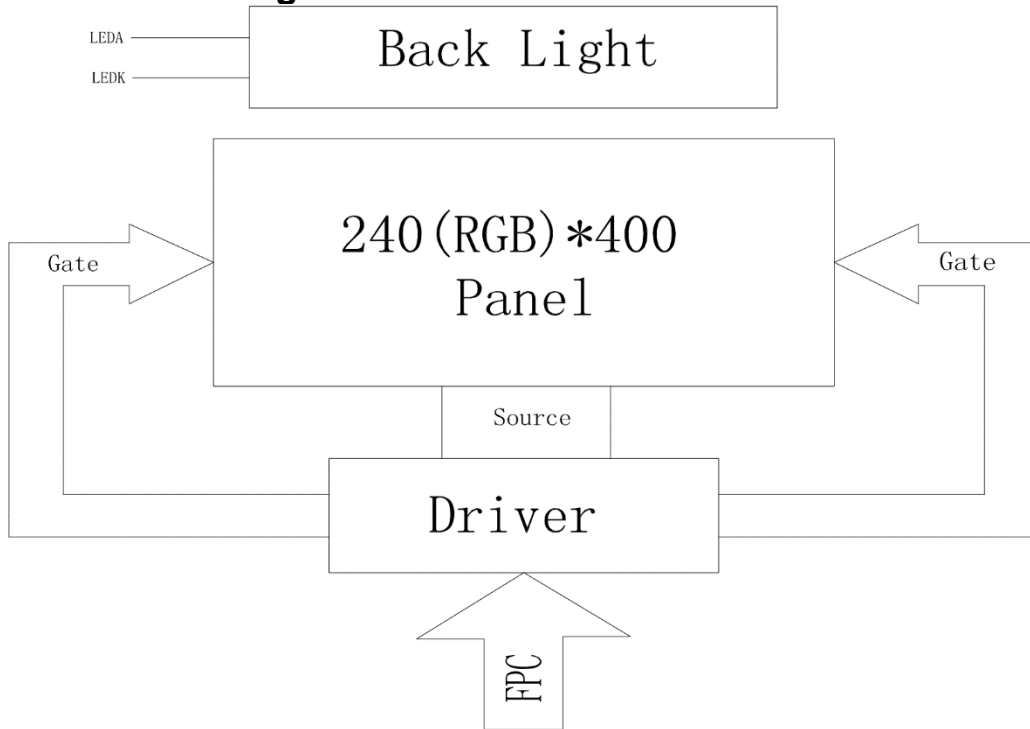 LEDA
LEDK
Back Light
240(RGB)*400
Panel
Gate
Gate
Source
Driver
FPC